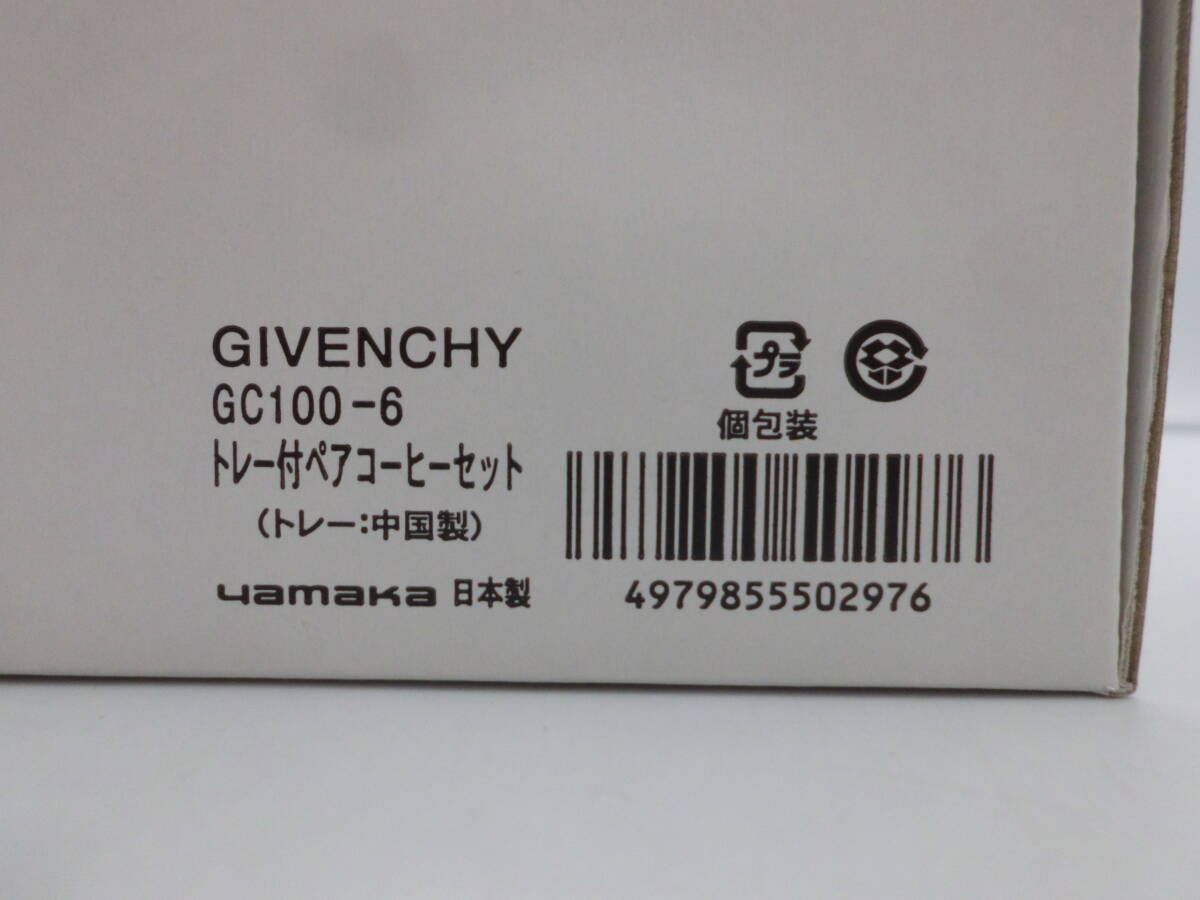 GIVENCHY
GC100-6
トレー付ペアコーヒーセット
(トレー:中国製)
yamaka 日本製
プラ
個包装
4979855502976